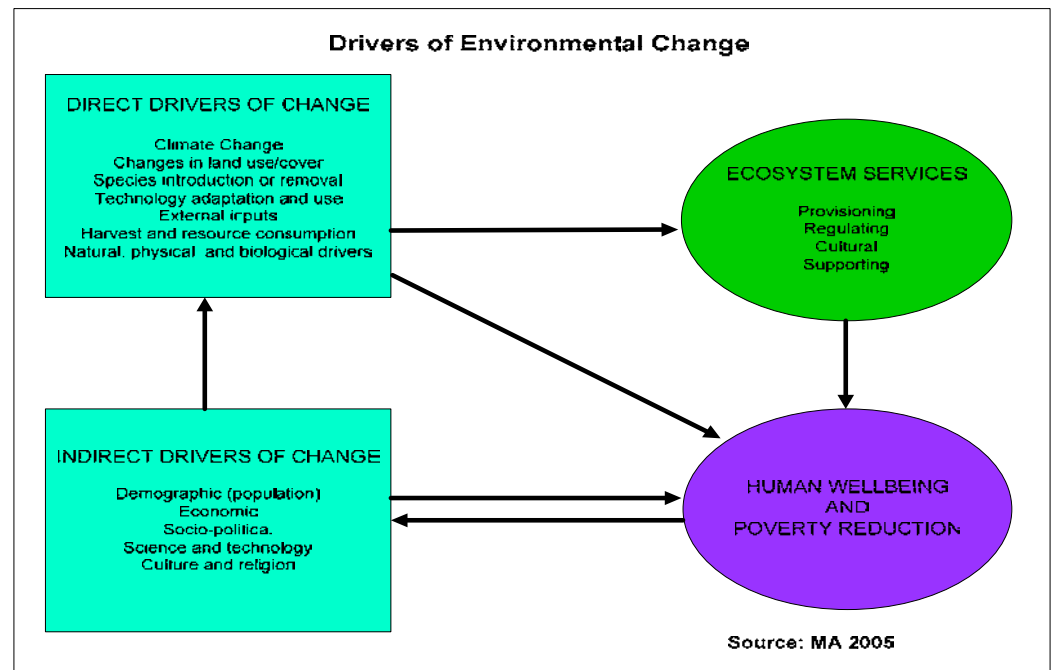 Drivers of Environmental Change
DIRECT DRIVERS OF CHANGE
Climate Change
Changes in land use/cover
Species introduction or removal
Technology adaptation and use
External inputs
Harvest and resource consumption
Natural, physical and biological drivers
ECOSYSTEM SERVICES
Provisioning
Regulating
Cultural
Supporting
INDIRECT DRIVERS OF CHANGE
Demographic (population)
Economic
Socio-politica.
Science and technology
Culture and religion
HUMAN WELLBEING
AND
POVERTY REDUCTION
Source: MA 2005